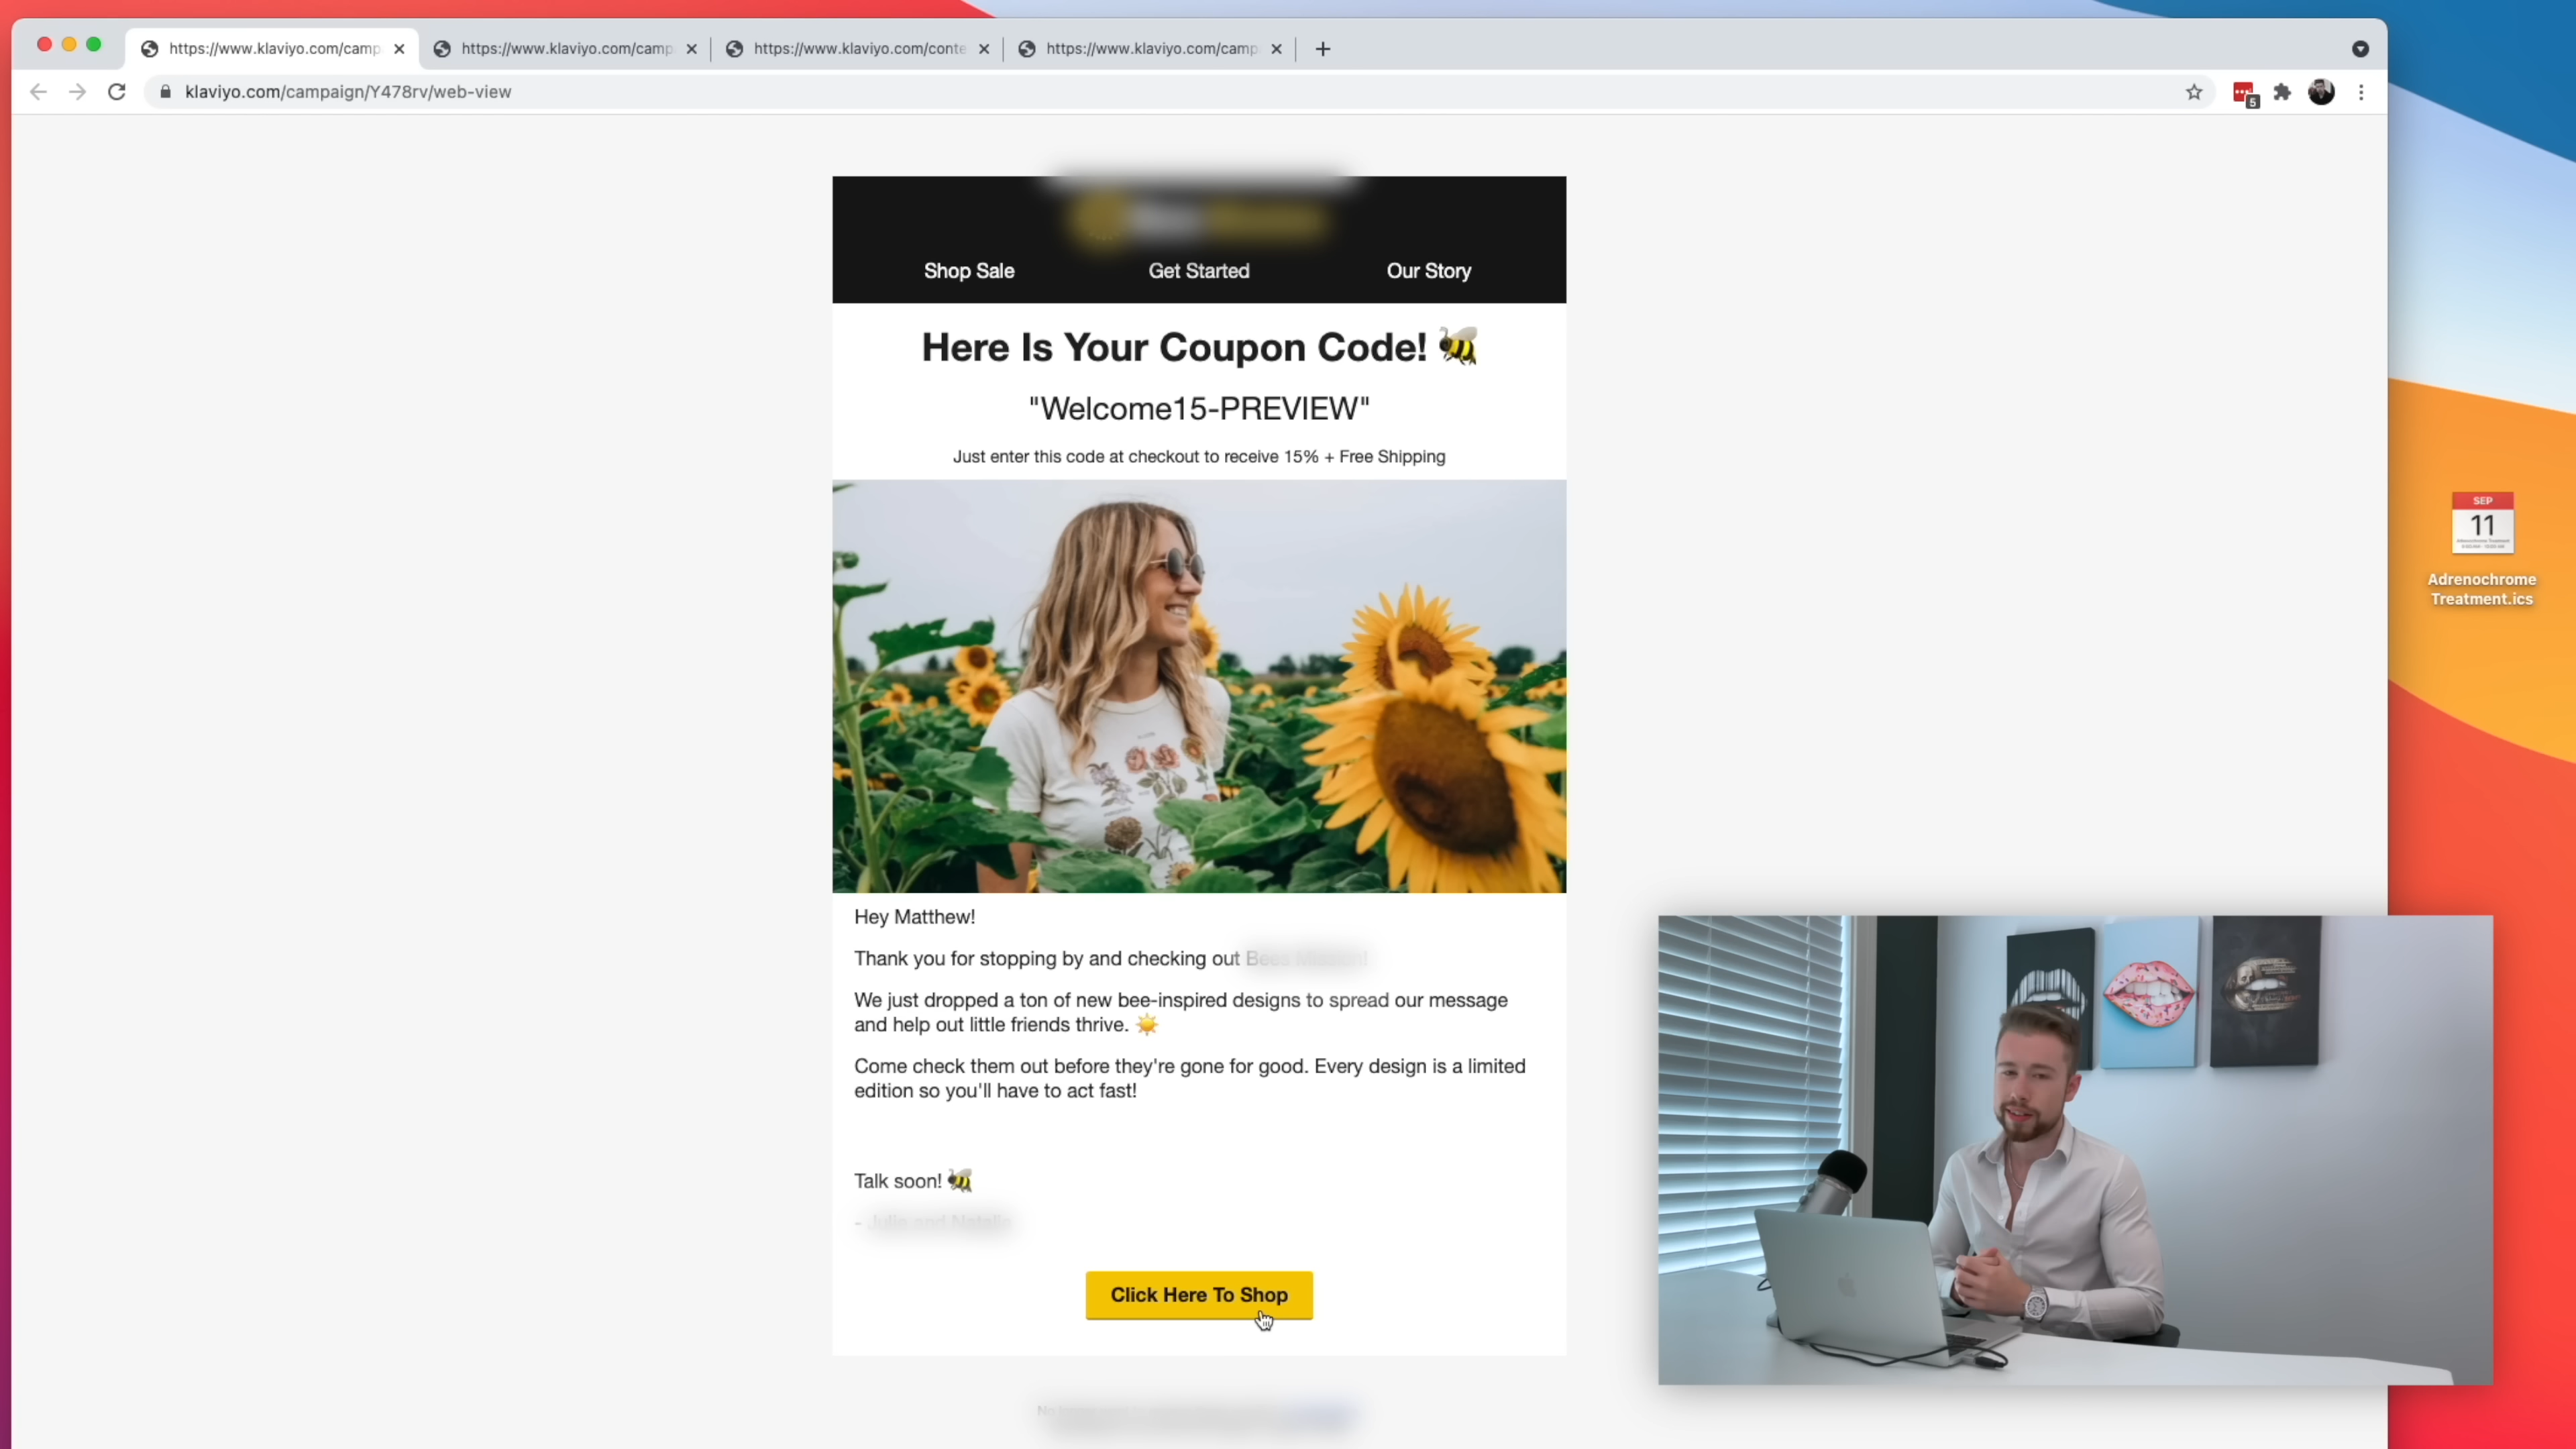 https://www.klaviyo.com/camp
https://www.klaviyo.com/camp
https://www.klaviyo.com/conte
https://www.klaviyo.com/camp
klaviyo.com/campaign/Y478rv/web-view
5
Shop Sale
Get Started
Our Story
Here Is Your Coupon Code! 🐝
"Welcome15-PREVIEW"
Just enter this code at checkout to receive 15% + Free Shipping
Hey Matthew!
Thank you for stopping by and checking out
We just dropped a ton of new bee-inspired designs to spread our message
and help out little friends thrive. ☀️
Come check them out before they're gone for good. Every design is a limited
edition so you'll have to act fast!
Talk soon! 🐝
Click Here To Shop
SEP
11
Adrenochrome
Treatment.ics